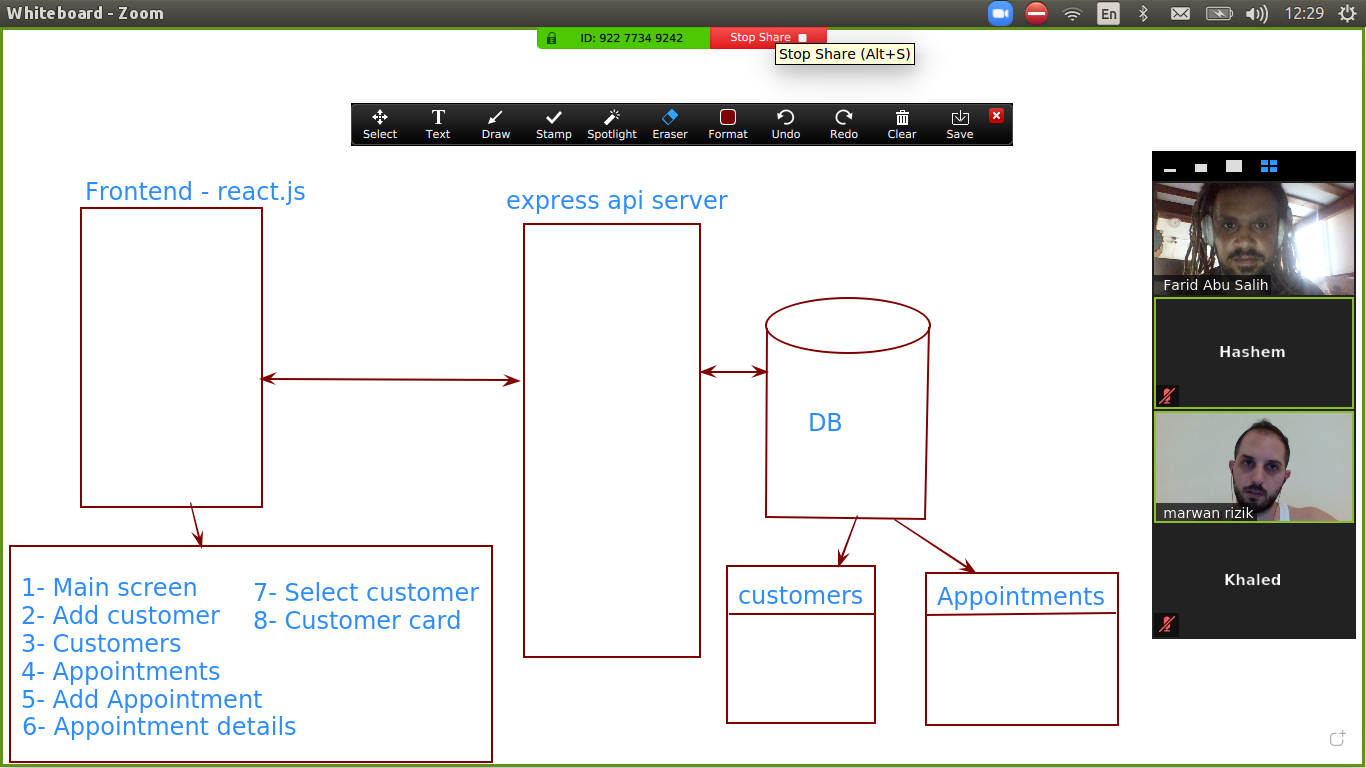 Whiteboard - Zoom
En
12:29
ID: 922 7734 9242
Stop Share
Stop Share (Alt+S)
Select
Text
Draw
Stamp
Spotlight
Eraser
Format
Undo
Redo
Clear
Save
Frontend - react.js
express api server
DB
1- Main screen
2- Add customer
3- Customers
4- Appointments
5- Add Appointment
6- Appointment details
7- Select customer
8- Customer card
customers
Appointments
Farid Abu Salih
Hashem
marwan rizik
Khaled